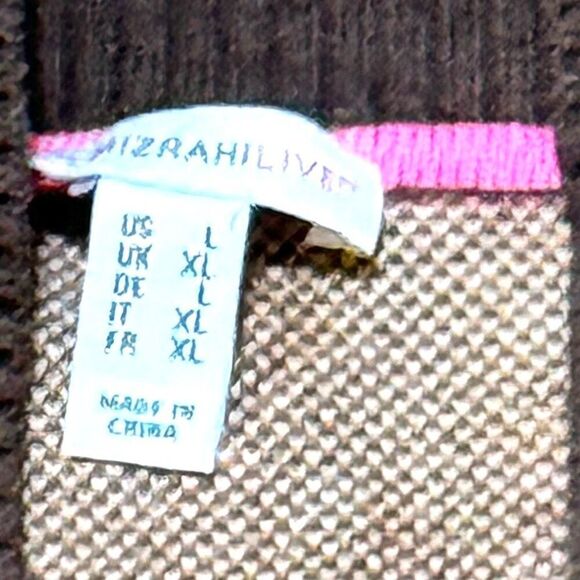 MIZRAHILIVE!
US L
UK XL
DE L
IT XL
FR XL
MADE IN
CHINA